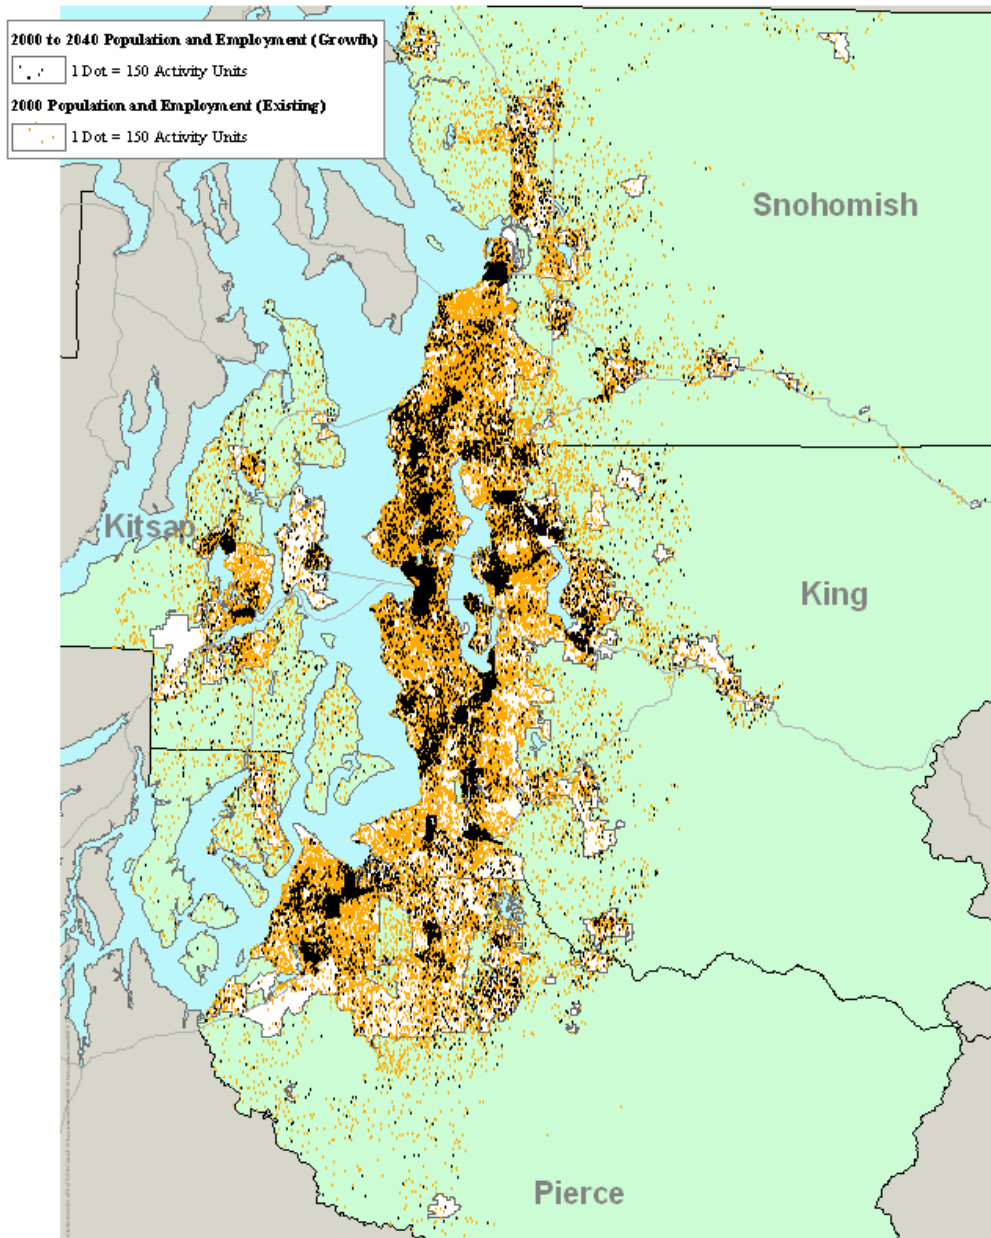 2000 to 2040 Population and Employment (Growth)
1 Dot = 150 Activity Units
2000 Population and Employment (Existing)
1 Dot = 150 Activity Units
Snohomish
Kitsap
King
Pierce